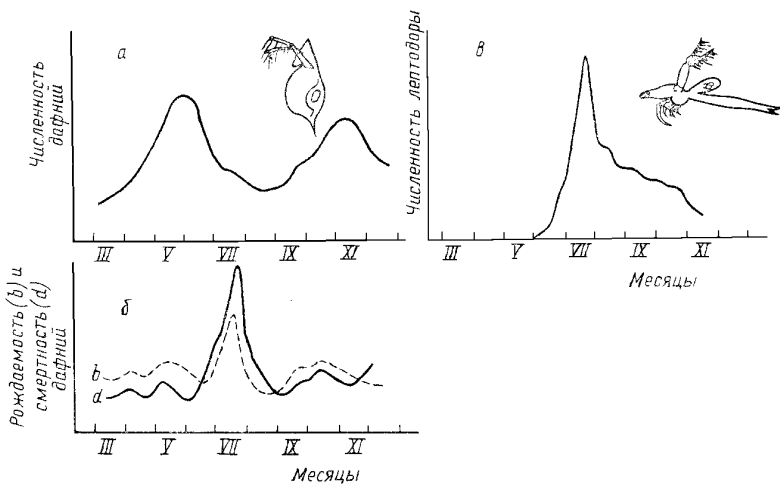 а
Численность
дафний
III V VII IX XI
в
Численность лептодоры
III V VII IX XI
Месяцы
б
Рождаемость (b) и
смертность (d)
дафний
b
d
III V VII IX XI
Месяцы